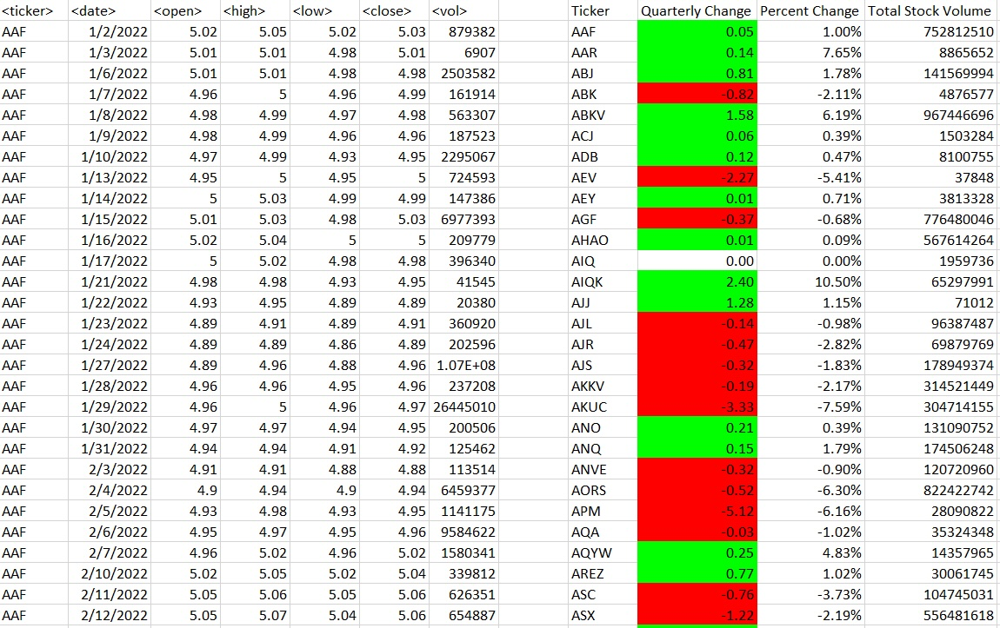 <ticker> <date> <open> <high> <low> <close> <vol> Ticker Quarterly Change Percent Change Total Stock Volume
AAF 1/2/2022 5.02 5.05 5.02 5.03 879382 AAF 0.05 1.00% 752812510
AAF 1/3/2022 5.01 5.01 4.98 5.01 6907 AAR 0.14 7.65% 8865652
AAF 1/6/2022 5.01 5.01 4.98 4.98 2503582 ABJ 0.81 1.78% 141569994
AAF 1/7/2022 4.96 5 4.96 4.99 161914 ABK -0.82 -2.11% 4876577
AAF 1/8/2022 4.98 4.99 4.97 4.98 563307 ABKV 1.58 6.19% 967446696
AAF 1/9/2022 4.98 4.99 4.96 4.96 187523 ACJ 0.06 0.39% 1503284
AAF 1/10/2022 4.97 4.99 4.93 4.95 2295067 ADB 0.12 0.47% 8100755
AAF 1/13/2022 4.95 5 4.95 5 724593 AEV -2.27 -5.41% 37848
AAF 1/14/2022 5 5.03 4.99 4.99 147386 AEY 0.01 0.71% 3813328
AAF 1/15/2022 5.01 5.03 4.98 5.03 6977393 AGF -0.37 -0.68% 776480046
AAF 1/16/2022 5.02 5.04 5 5 209779 AHAO 0.01 0.09% 567614264
AAF 1/17/2022 5 5.02 4.98 4.98 396340 AIQ 0.00 0.00% 1959736
AAF 1/21/2022 4.98 4.98 4.93 4.95 41545 AIQK 2.40 10.50% 65297991
AAF 1/22/2022 4.93 4.95 4.89 4.89 20380 AJJ 1.28 1.15% 71012
AAF 1/23/2022 4.89 4.91 4.89 4.91 360920 AJL -0.14 -0.98% 96387487
AAF 1/24/2022 4.89 4.89 4.86 4.89 202596 AJR -0.47 -2.82% 69879769
AAF 1/27/2022 4.89 4.96 4.88 4.96 1.07E+08 AJS -0.32 -1.83% 178949374
AAF 1/28/2022 4.96 4.96 4.95 4.96 237208 AKKV -0.19 -2.17% 314521449
AAF 1/29/2022 4.96 5 4.96 4.97 26445010 AKUC -3.33 -7.59% 304714155
AAF 1/30/2022 4.97 4.97 4.94 4.95 200506 ANO 0.21 0.39% 131090752
AAF 1/31/2022 4.94 4.94 4.91 4.92 125462 ANQ 0.15 1.79% 174506248
AAF 2/3/2022 4.91 4.91 4.88 4.88 113514 ANVE -0.32 -0.90% 120720960
AAF 2/4/2022 4.9 4.94 4.9 4.94 6459377 AORS -0.52 -6.30% 822422742
AAF 2/5/2022 4.93 4.98 4.93 4.95 1141175 APM -5.12 -6.16% 28090822
AAF 2/6/2022 4.95 4.97 4.95 4.96 9584622 AQA -0.03 -1.02% 35324348
AAF 2/7/2022 4.96 5.02 4.96 5.02 1580341 AQYW 0.25 4.83% 14357965
AAF 2/10/2022 5.02 5.05 5.02 5.04 339812 AREZ 0.77 1.02% 30061745
AAF 2/11/2022 5.05 5.06 5.05 5.06 626351 ASC -0.76 -3.73% 104745031
AAF 2/12/2022 5.05 5.07 5.04 5.06 654887 ASX -1.22 -2.19% 556481618